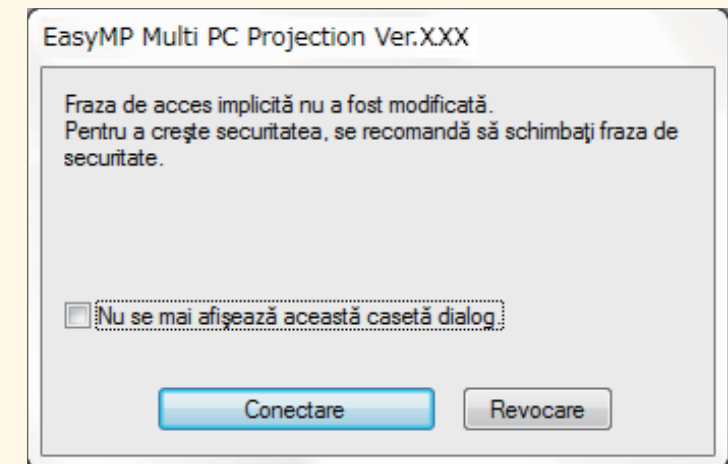 EasyMP Multi PC Projection Ver.XXX
Fraza de acces implicită nu a fost modificată.
Pentru a creşte securitatea, se recomandă să schimbaţi fraza de
securitate.
Nu se mai afişează această casetă dialog.
Conectare
Revocare